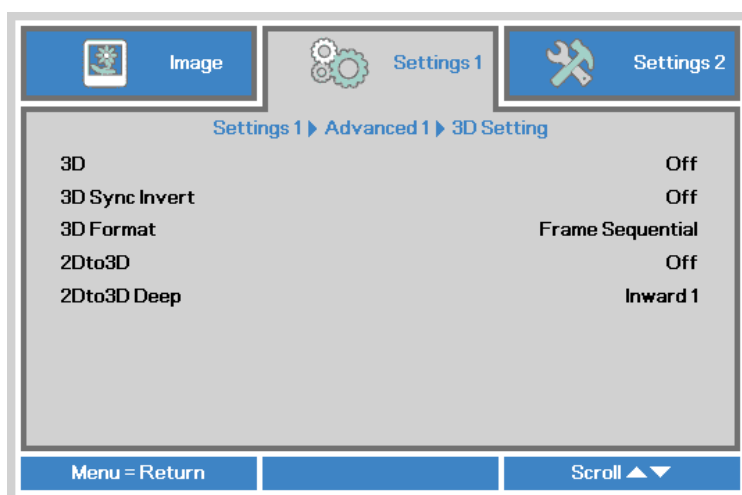 Image
Settings 1
Settings 2
Settings 1 ▶ Advanced 1 ▶ 3D Setting
3D Off
3D Sync Invert Off
3D Format Frame Sequential
2Dto3D Off
2Dto3D Deep Inward 1
Menu = Return
Scroll ▲▼